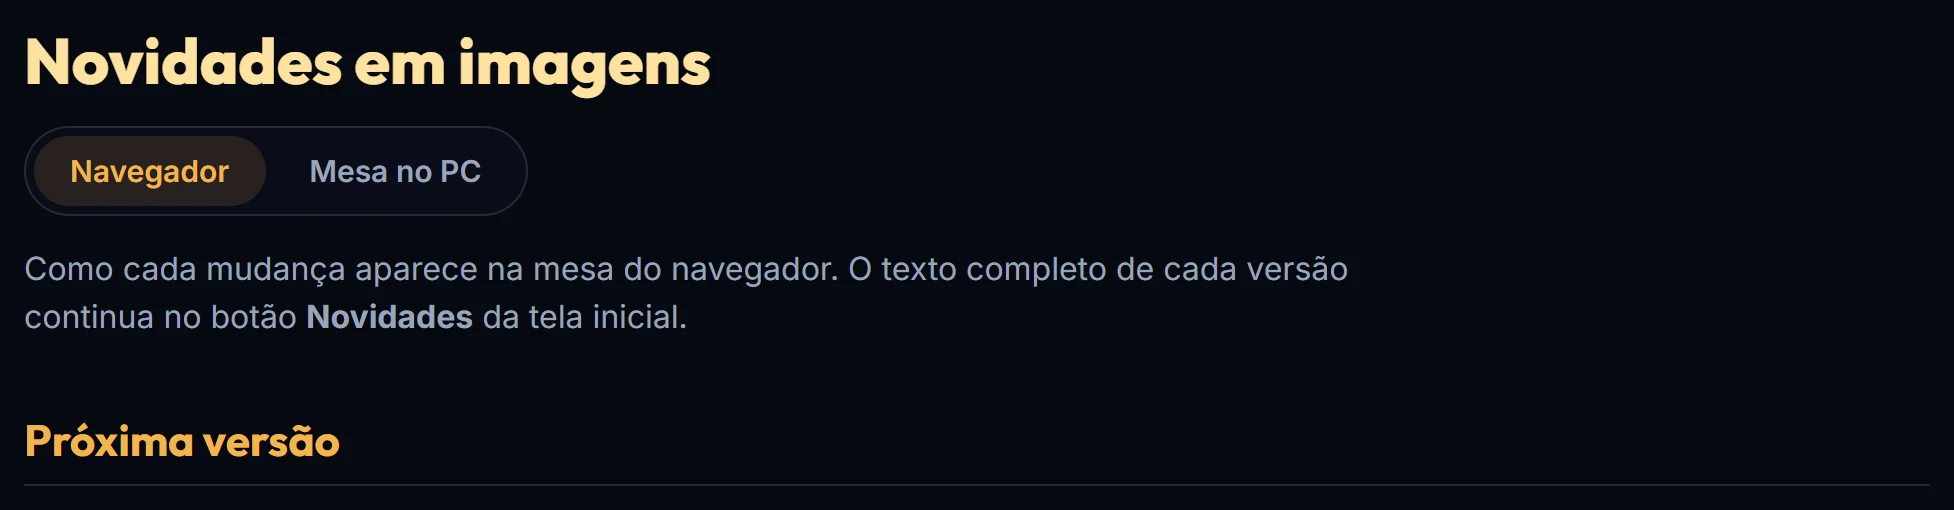 Novidades em imagens
Navegador
Mesa no PC
Como cada mudança aparece na mesa do navegador. O texto completo de cada versão
continua no botão Novidades da tela inicial.
Próxima versão